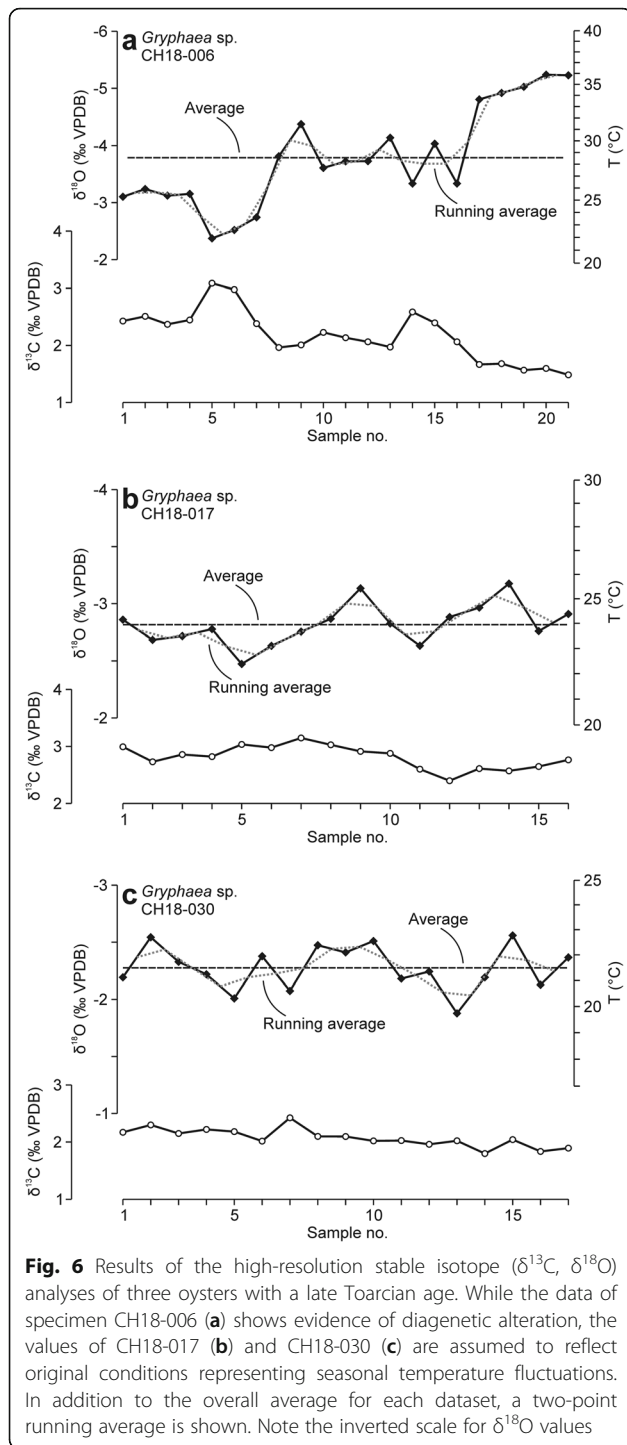 a Gryphaea sp.
CH18-006
Average
Running average
δ18O (‰ VPDB)
-6
-5
-4
-3
-2
T (°C)
40
35
30
25
20
δ13C (‰ VPDB)
4
3
2
1
1 5 10 15 20
Sample no.
b Gryphaea sp.
CH18-017
Average
Running average
δ18O (‰ VPDB)
-4
-3
-2
T (°C)
30
25
20
δ13C (‰ VPDB)
4
3
2
1 5 10 15
Sample no.
c Gryphaea sp.
CH18-030
Average
Running average
δ18O (‰ VPDB)
-3
-2
-1
T (°C)
25
20
δ13C (‰ VPDB)
3
2
1
1 5 10 15
Sample no.
Fig. 6 Results of the high-resolution stable isotope (δ13C, δ18O)
analyses of three oysters with a late Toarcian age. While the data of
specimen CH18-006 (a) shows evidence of diagenetic alteration, the
values of CH18-017 (b) and CH18-030 (c) are assumed to reflect
original conditions representing seasonal temperature fluctuations.
In addition to the overall average for each dataset, a two-point
running average is shown. Note the inverted scale for δ18O values